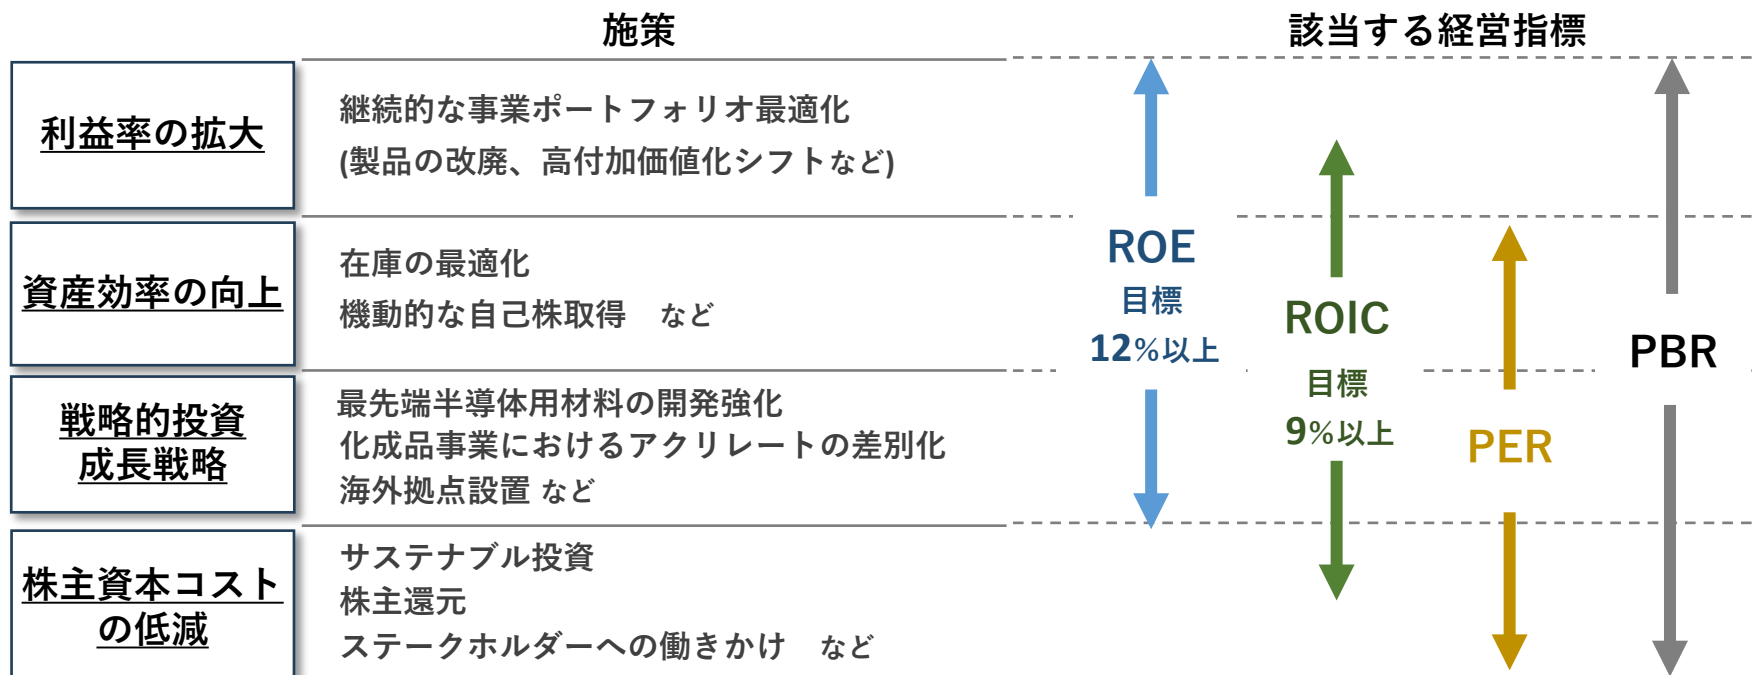 施策
該当する経営指標
利益率の拡大
継続的な事業ポートフォリオ最適化
(製品の改廃、高付加価値化シフトなど)
資産効率の向上
在庫の最適化
機動的な自己株取得 など
戦略的投資
成長戦略
最先端半導体用材料の開発強化
化成品事業におけるアクリレートの差別化
海外拠点設置 など
株主資本コスト
の低減
サステナブル投資
株主還元
ステークホルダーへの働きかけ など
ROE
目標
12%以上
ROIC
目標
9%以上
PER
PBR